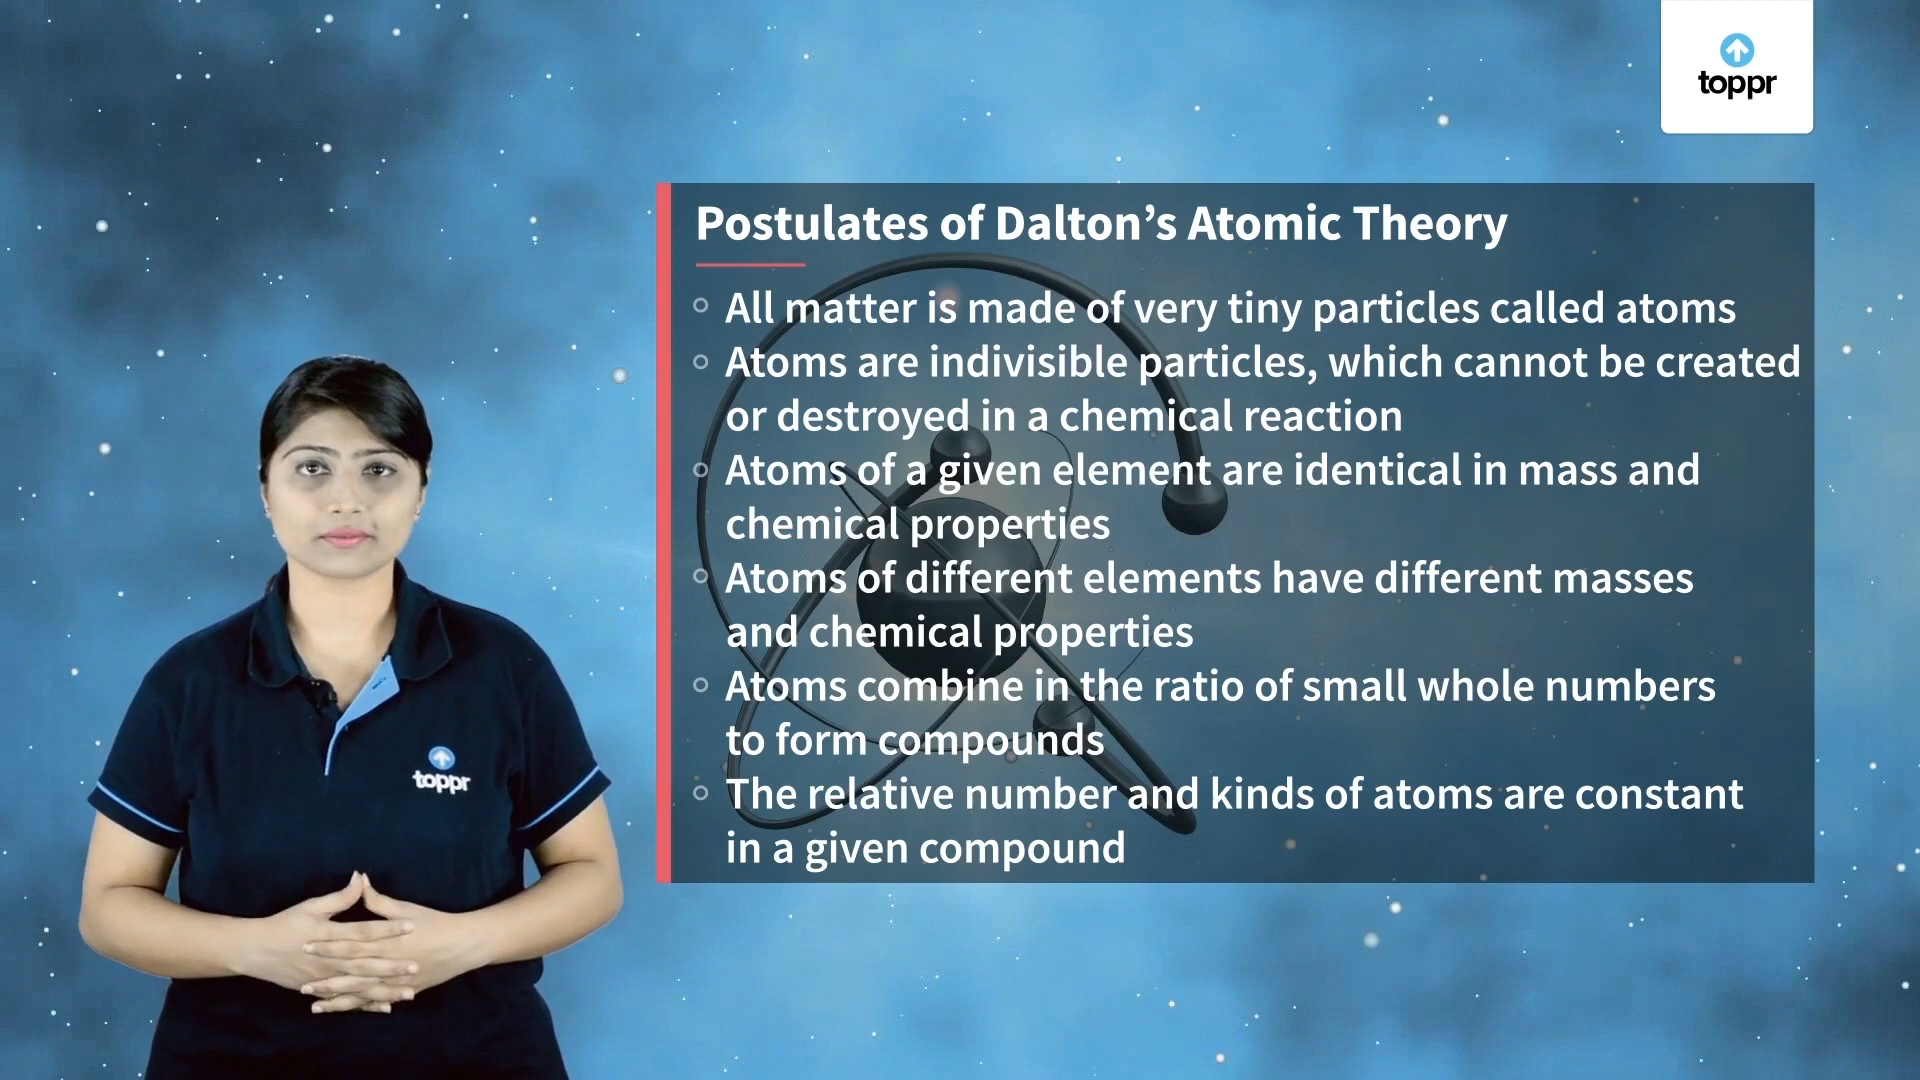 toppr
Postulates of Dalton’s Atomic Theory
All matter is made of very tiny particles called atoms
Atoms are indivisible particles, which cannot be created
or destroyed in a chemical reaction
Atoms of a given element are identical in mass and
chemical properties
Atoms of different elements have different masses
and chemical properties
Atoms combine in the ratio of small whole numbers
to form compounds
The relative number and kinds of atoms are constant
in a given compound
toppr